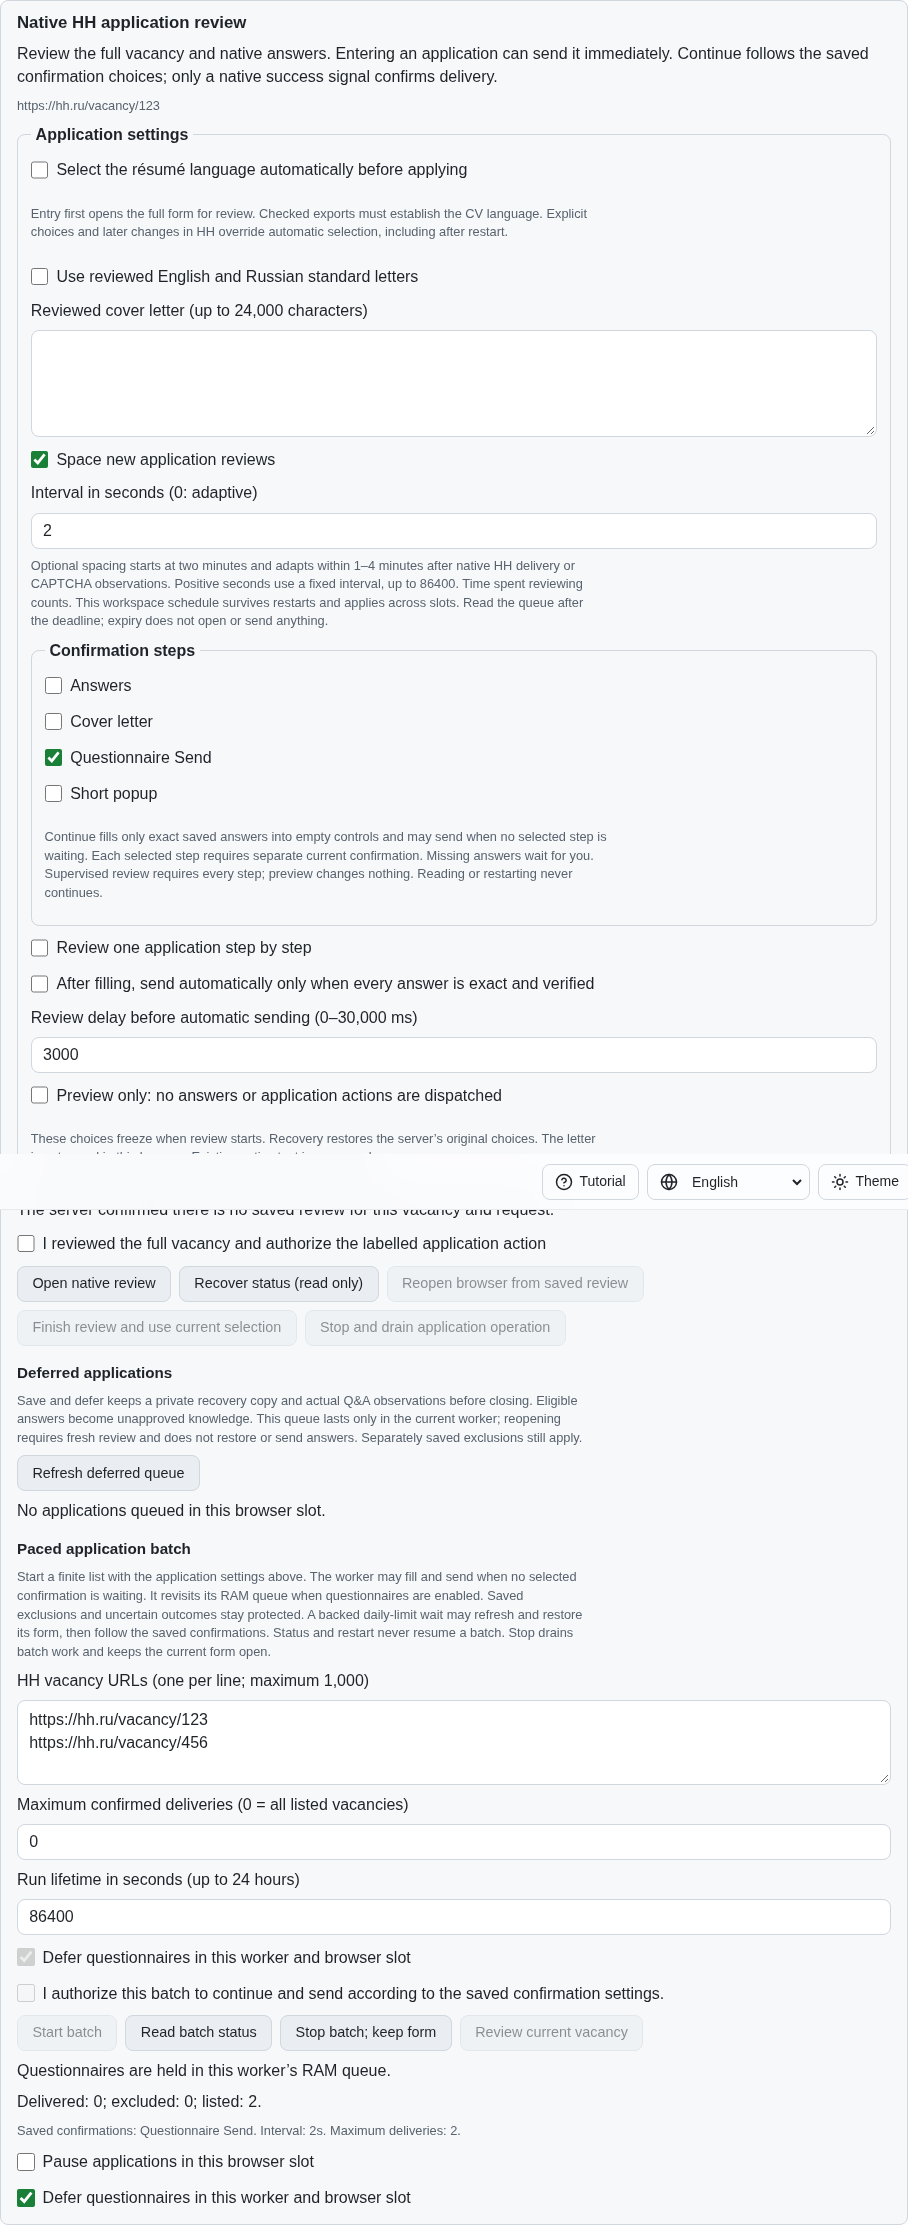 Native HH application review
Review the full vacancy and native answers. Entering an application can send it immediately. Continue follows the saved
confirmation choices; only a native success signal confirms delivery.
https://hh.ru/vacancy/123
Application settings
Select the résumé language automatically before applying
Entry first opens the full form for review. Checked exports must establish the CV language. Explicit
choices and later changes in HH override automatic selection, including after restart.
Use reviewed English and Russian standard letters
Reviewed cover letter (up to 24,000 characters)
Space new application reviews
Interval in seconds (0: adaptive)
2
Optional spacing starts at two minutes and adapts within 1–4 minutes after native HH delivery or
CAPTCHA observations. Positive seconds use a fixed interval, up to 86400. Time spent reviewing
counts. This workspace schedule survives restarts and applies across slots. Read the queue after
the deadline; expiry does not open or send anything.
Confirmation steps
Answers
Cover letter
Questionnaire Send
Short popup
Continue fills only exact saved answers into empty controls and may send when no selected step is
waiting. Each selected step requires separate current confirmation. Missing answers wait for you.
Supervised review requires every step; preview changes nothing. Reading or restarting never
continues.
Review one application step by step
After filling, send automatically only when every answer is exact and verified
Review delay before automatic sending (0–30,000 ms)
3000
Preview only: no answers or application actions are dispatched
These choices freeze when review starts. Recovery restores the server’s original choices. The letter
Tutorial English Theme
The server confirmed there is no saved review for this vacancy and request.
I reviewed the full vacancy and authorize the labelled application action
Open native review Recover status (read only) Reopen browser from saved review
Finish review and use current selection Stop and drain application operation
Deferred applications
Save and defer keeps a private recovery copy and actual Q&A observations before closing. Eligible
answers become unapproved knowledge. This queue lasts only in the current worker; reopening
requires fresh review and does not restore or send answers. Separately saved exclusions still apply.
Refresh deferred queue
No applications queued in this browser slot.
Paced application batch
Start a finite list with the application settings above. The worker may fill and send when no selected
confirmation is waiting. It revisits its RAM queue when questionnaires are enabled. Saved
exclusions and uncertain outcomes stay protected. A backed daily-limit wait may refresh and restore
its form, then follow the saved confirmations. Status and restart never resume a batch. Stop drains
batch work and keeps the current form open.
HH vacancy URLs (one per line; maximum 1,000)
https://hh.ru/vacancy/123
https://hh.ru/vacancy/456
Maximum confirmed deliveries (0 = all listed vacancies)
0
Run lifetime in seconds (up to 24 hours)
86400
Defer questionnaires in this worker and browser slot
I authorize this batch to continue and send according to the saved confirmation settings.
Start batch Read batch status Stop batch; keep form Review current vacancy
Questionnaires are held in this worker’s RAM queue.
Delivered: 0; excluded: 0; listed: 2.
Saved confirmations: Questionnaire Send. Interval: 2s. Maximum deliveries: 2.
Pause applications in this browser slot
Defer questionnaires in this worker and browser slot